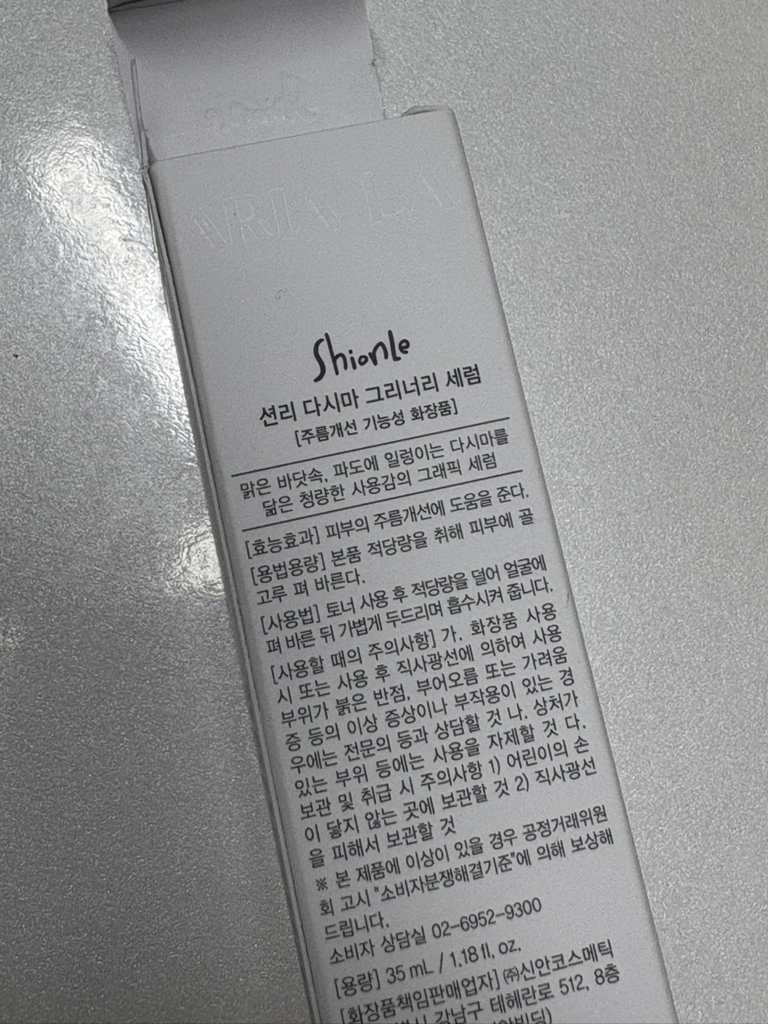 ARIA LA
Shionle
션리 다시마 그리너리 세럼
[주름개선 기능성 화장품]
맑은 바닷속, 파도에 일렁이는 다시마를
닮은 청량한 사용감의 그래픽 세럼
[효능효과] 피부의 주름개선에 도움을 준다.
[용법용량] 본품 적당량을 취해 피부에 골
고루 펴 바른다.
[사용법] 토너 사용 후 적당량을 덜어 얼굴에
펴 바른 뒤 가볍게 두드리며 흡수시켜 줍니다.
[사용할 때의 주의사항] 가. 화장품 사용
시 또는 사용 후 직사광선에 의하여 사용
부위가 붉은 반점, 부어오름 또는 가려움
증 등의 이상 증상이나 부작용이 있는 경
우에는 전문의 등과 상담할 것 나. 상처가
있는 부위 등에는 사용을 자제할 것 다.
보관 및 취급 시 주의사항 1) 어린이의 손
이 닿지 않는 곳에 보관할 것 2) 직사광선
을 피해서 보관할 것
※ 본 제품에 이상이 있을 경우 공정거래위원
회 고시 "소비자분쟁해결기준"에 의해 보상해
드립니다.
소비자 상담실 02-6952-9300
[용량] 35 mL / 1.18 fl. oz.
[화장품책임판매업자] ㈜신안코스메틱
강남구 테헤란로 512, 8층